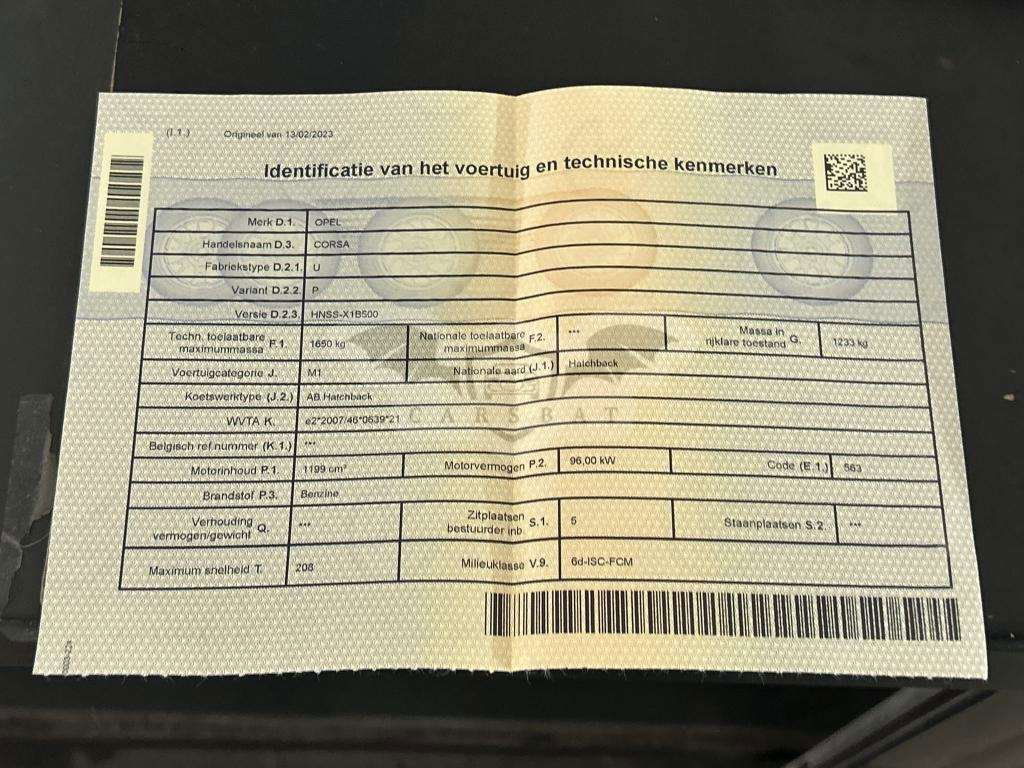 (I.1.) Origineel van 13/02/2023
Identificatie van het voertuig en technische kenmerken
Merk D.1. OPEL
Handelsnaam D.3. CORSA
Fabriekstype D.2.1. U
Variant D.2.2. P
Versie D.2.3. HNSS-X1B500
Techn. toelaatbare maximummassa F.1. 1650 kg Nationale toelaatbare maximummassa F.2. *** Massa in rijklare toestand G. 1233 kg
Voertuigcategorie J. M1 Nationale aard (J.1.) Hatchback
Koetswerktype (J.2.) AB Hatchback
WVTA K. e2*2007/46*0639*21
CARSBAT
Belgisch ref.nummer (K.1.) ***
Motorinhoud P.1. 1199 cm³ Motorvermogen P.2. 96,00 kW Code (E.1.) 563
Brandstof P.3. Benzine
Verhouding vermogen/gewicht Q. *** Zitplaatsen bestuurder inb. S.1. 5 Staanplaatsen S.2. ***
Maximum snelheid T. 208 Milieuklasse V.9. 6d-ISC-FCM